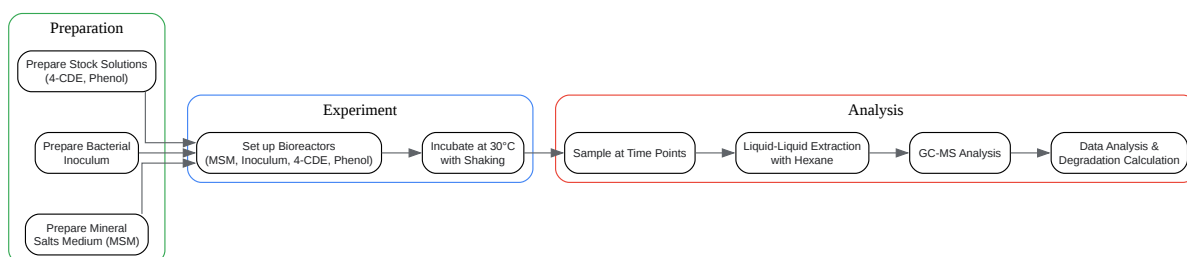 Preparation
Prepare Stock Solutions
(4-CDE, Phenol)
Prepare Bacterial
Inoculum
Prepare Mineral
Salts Medium (MSM)
Experiment
Set up Bioreactors
(MSM, Inoculum, 4-CDE, Phenol)
Incubate at 30°C
with Shaking
Analysis
Sample at Time Points
Liquid-Liquid Extraction
with Hexane
GC-MS Analysis
Data Analysis &
Degradation Calculation